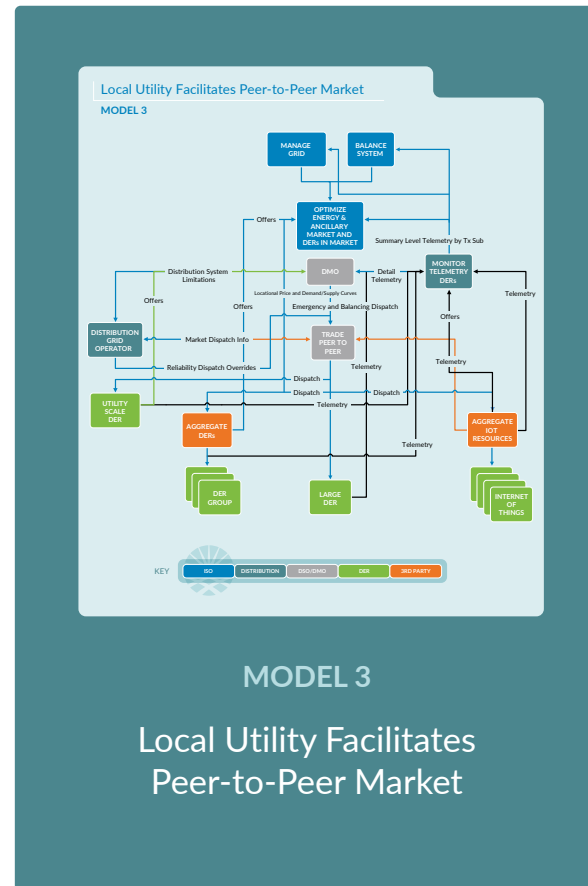 Local Utility Facilitates Peer-to-Peer Market
MODEL 3
MANAGE
GRID
BALANCE
SYSTEM
Offers
OPTIMIZE
ENERGY &
ANCILLARY
MARKET AND
DERs IN MARKET
Summary Level Telemetry by Tx Sub
Distribution System
Limitations
DMO
Detail
Telemetry
MONITOR
TELEMETRY
DERs
Locational Price and Demand/Supply Curves
Telemetry
Offers
Offers
Emergency and Balancing Dispatch
Offers
DISTRIBUTION
GRID
OPERATOR
Market Dispatch Info
TRADE
PEER TO
PEER
Reliability Dispatch Overrides
Telemetry
Telemetry
Dispatch
Dispatch
Dispatch
UTILITY
SCALE
DER
Telemetry
AGGREGATE
DERs
AGGREGATE
IOT
RESOURCES
Telemetry
DER
GROUP
LARGE
DER
INTERNET
OF
THINGS
KEY
ISO
DISTRIBUTION
DSO/DMO
DER
3RD PARTY
MODEL 3
Local Utility Facilitates
Peer-to-Peer Market